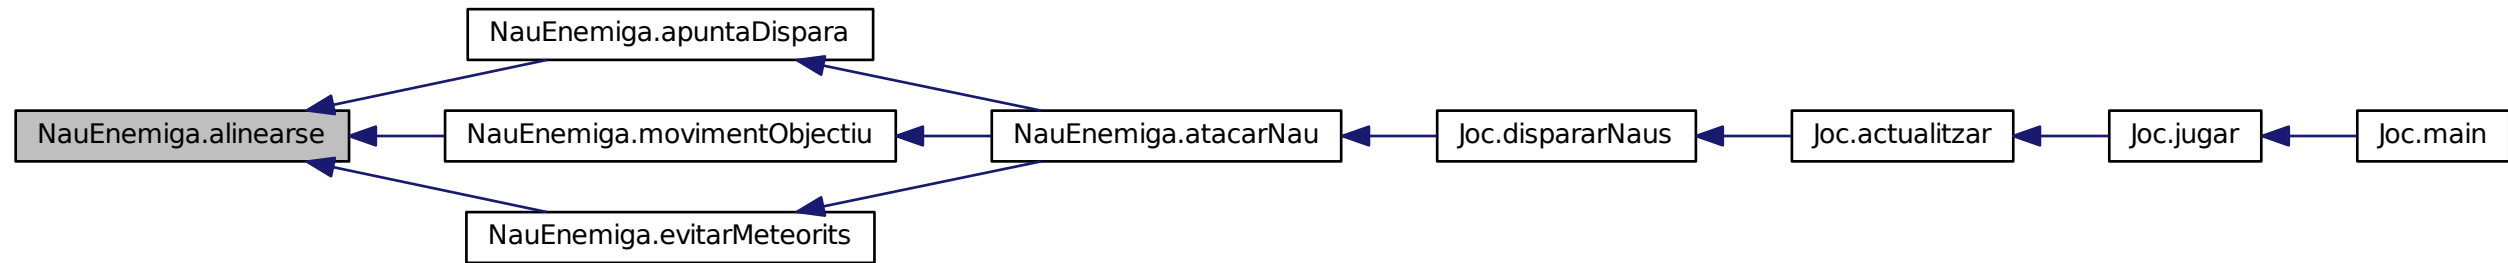 NauEnemiga.apuntaDispara
NauEnemiga.alinearse
NauEnemiga.movimentObjectiu
NauEnemiga.atacarNau
Joc.dispararNaus
Joc.actualitzar
Joc.jugar
Joc.main
NauEnemiga.evitarMeteorits